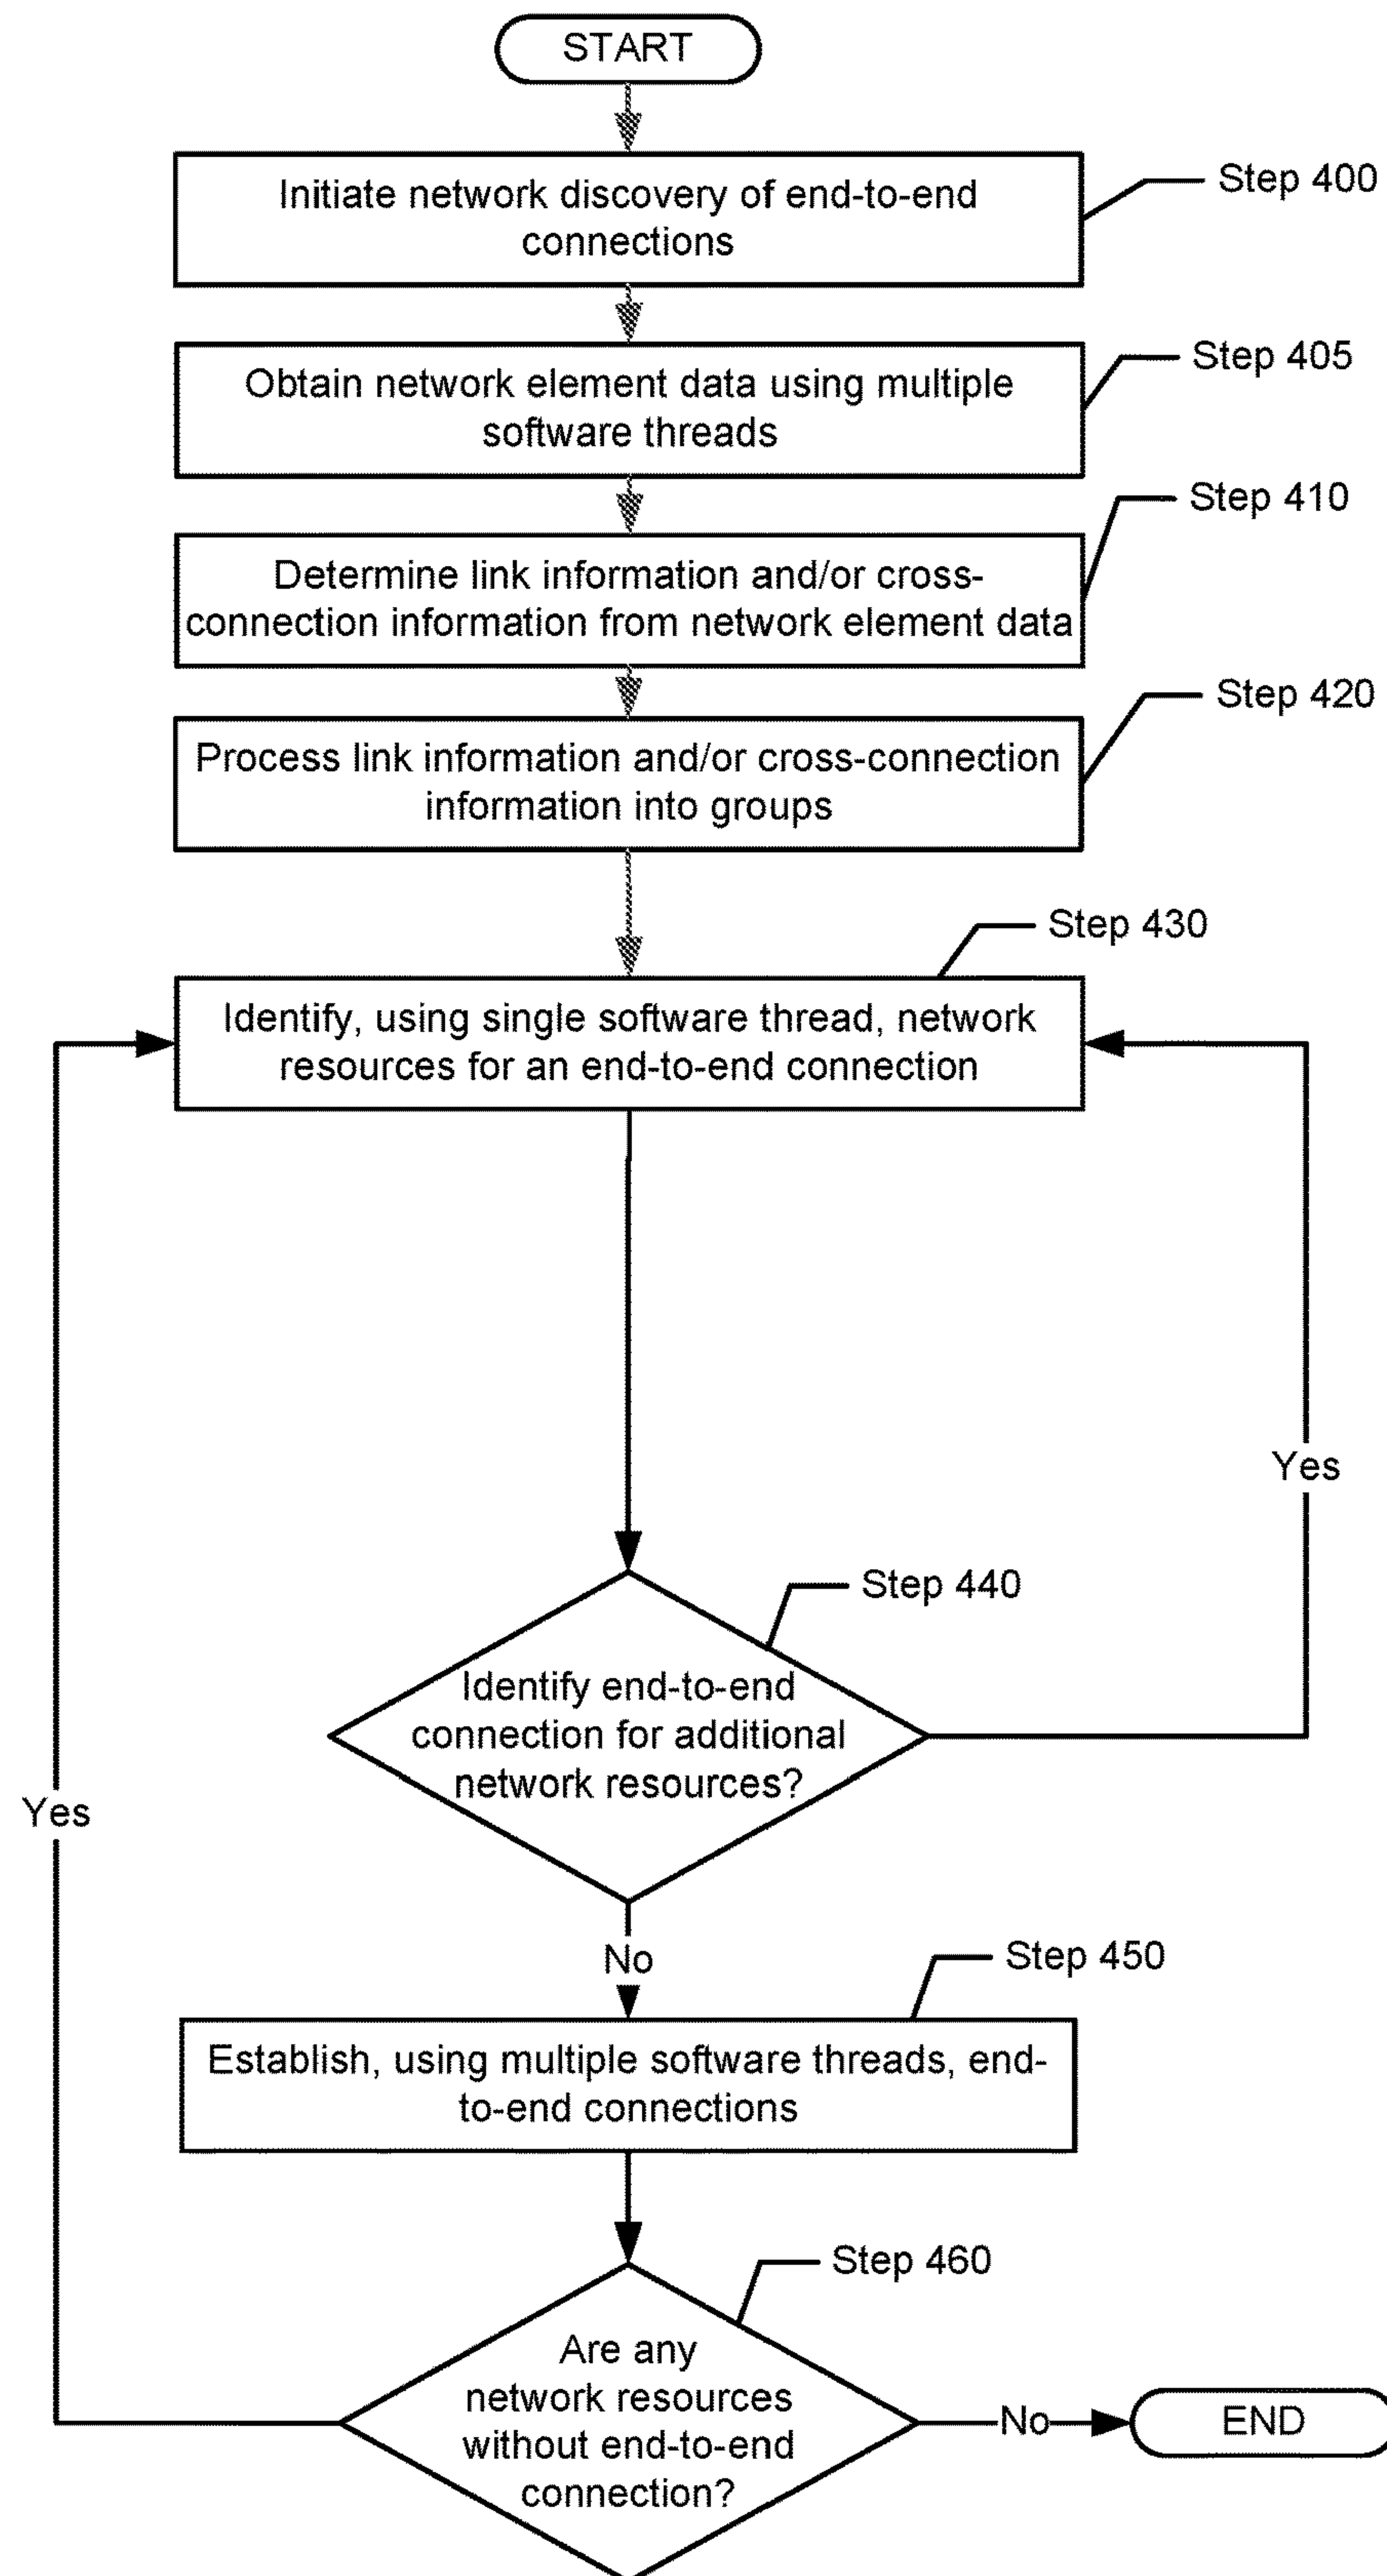 START
Initiate network discovery of end-to-end
connections
Step 400
Obtain network element data using multiple
software threads
Step 405
Determine link information and/or cross-
connection information from network element data
Step 410
Process link information and/or cross-connection
information into groups
Step 420
Identify, using single software thread, network
resources for an end-to-end connection
Step 430
Identify end-to-end
connection for additional
network resources?
Step 440
Yes
Yes
No
Establish, using multiple software threads, end-
to-end connections
Step 450
Are any
network resources
without end-to-end
connection?
Step 460
No
END